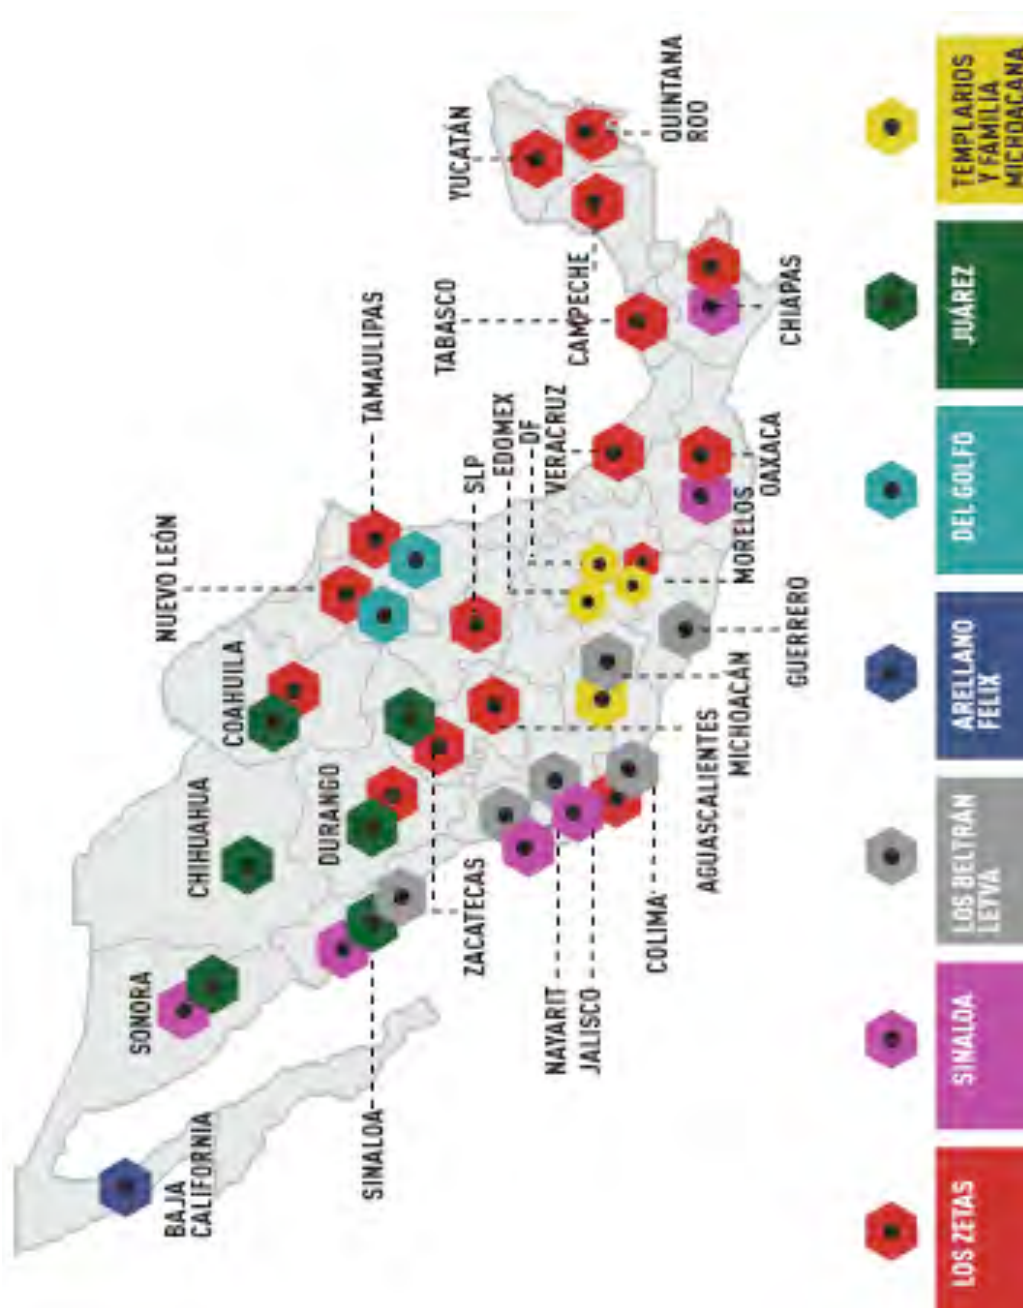 BAJA
CALIFORNIA
SONORA
SINALOA
CHIHUAHUA
COAHUILA
DURANGO
ZACATECAS
NUEVO LEÓN
TAMAULIPAS
SLP
EDOMEX
DF
VERACRUZ
TABASCO
CAMPECHE
YUCATÁN
QUINTANA
ROO
CHIAPAS
OAXACA
MORELOS
GUERRERO
MICHOACÁN
AGUASCALIENTES
COLIMA
JALISCO
NAYARIT
LOS ZETAS
SINALOA
LOS BELTRÁN
LEYVA
ARELLANO
FELIX
DEL GOLFO
JUÁREZ
TEMPLARIOS
Y FAMILIA
MICHOACANA